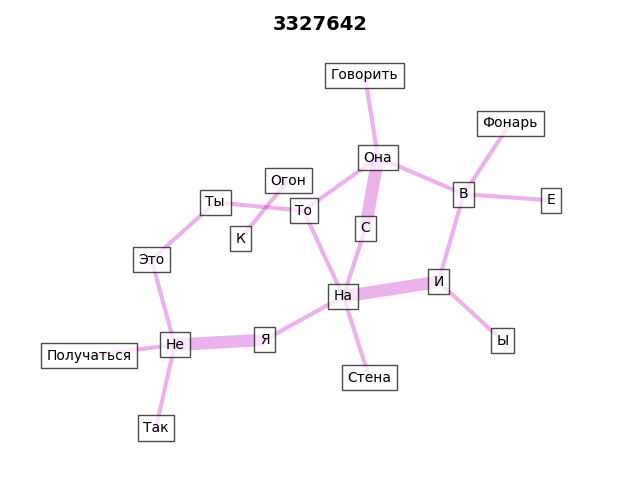 3327642
Говорить
Фонарь
Она
Огон
В
Ты
То
Е
С
К
Это
И
На
Я
Ы
Не
Получаться
Стена
Так